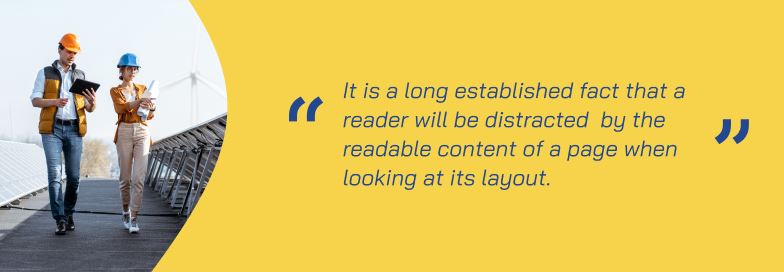 “ It is a long established fact that a
reader will be distracted  by the
readable content of a page when
looking at its layout. ”